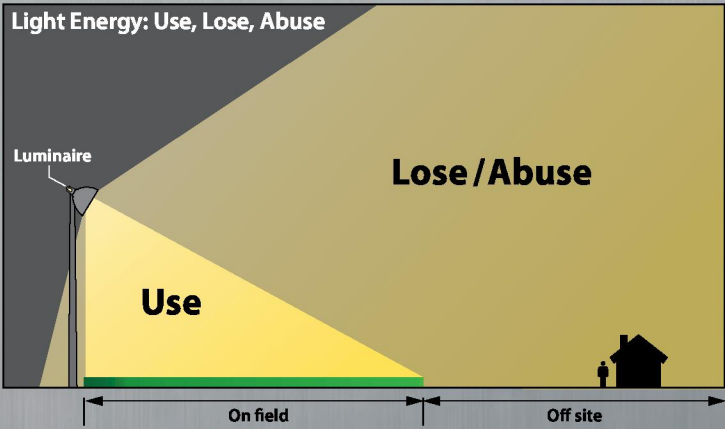 Light Energy: Use, Lose, Abuse
Luminaire
Lose/Abuse
Use
On field
Off site